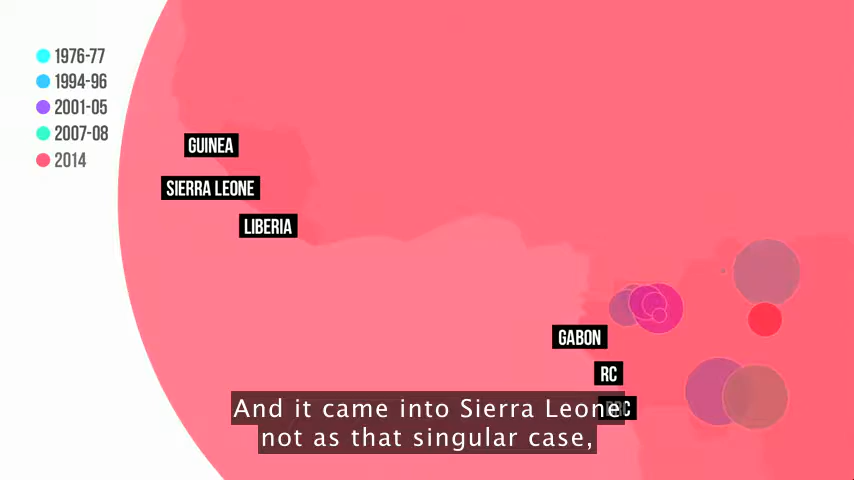 1976-77
1994-96
2001-05
2007-08
2014
GUINEA
SIERRA LEONE
LIBERIA
GABON
RC
And it came into Sierra Leone
not as that singular case,